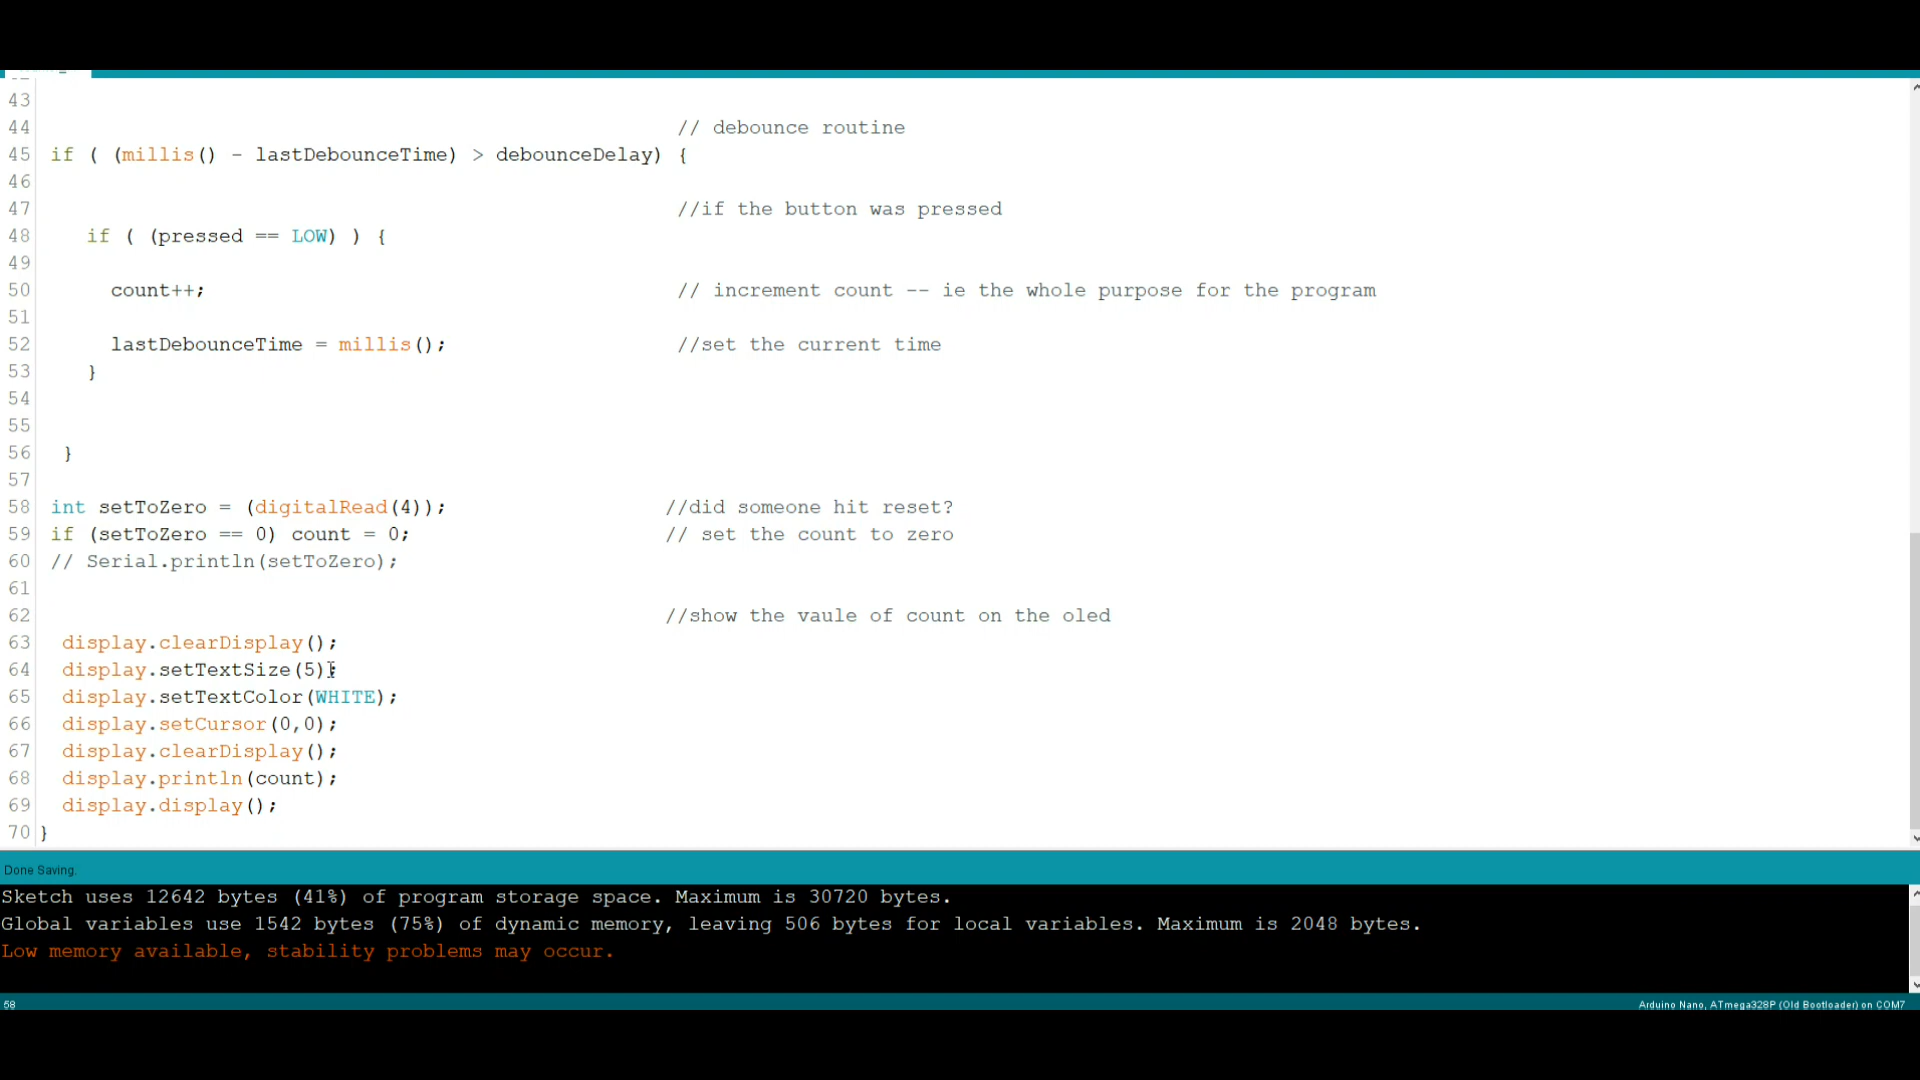 43
44 // debounce routine
45 if ( (millis() - lastDebounceTime) > debounceDelay) {
46
47 //if the button was pressed
48 if ( (pressed == LOW) ) {
49
50 count++; // increment count -- ie the whole purpose for the program
51
52 lastDebounceTime = millis(); //set the current time
53 }
54
55
56 }
57
58 int setToZero = (digitalRead(4)); //did someone hit reset?
59 if (setToZero == 0) count = 0; // set the count to zero
60 // Serial.println(setToZero);
61
62 //show the vaule of count on the oled
63 display.clearDisplay();
64 display.setTextSize(5);
65 display.setTextColor(WHITE);
66 display.setCursor(0,0);
67 display.clearDisplay();
68 display.println(count);
69 display.display();
70 }
Done Saving.
Sketch uses 12642 bytes (41%) of program storage space. Maximum is 30720 bytes.
Global variables use 1542 bytes (75%) of dynamic memory, leaving 506 bytes for local variables. Maximum is 2048 bytes.
Low memory available, stability problems may occur.
58 Arduino Nano, ATmega328P (Old Bootloader) on COM7